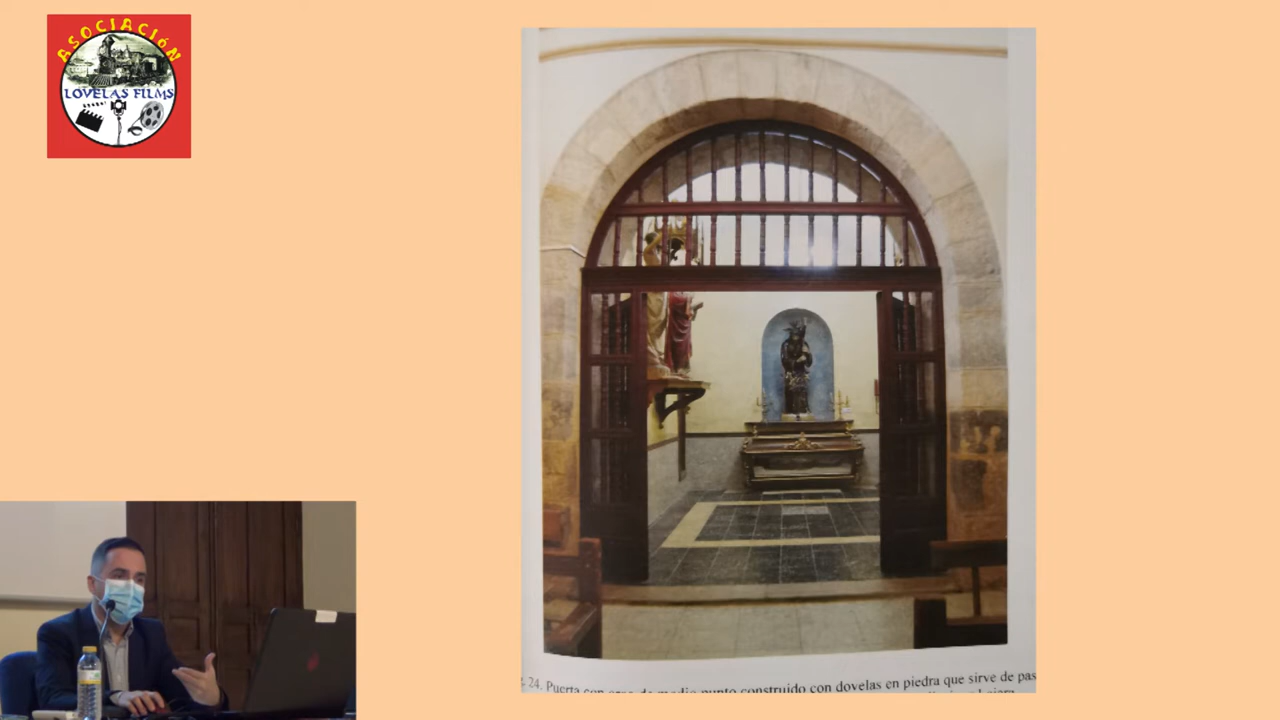 ASOCIACIÓN
LOVELAS FILMS
24. Puerta con arco de medio punto construido con dovelas en piedra que sirve de pas